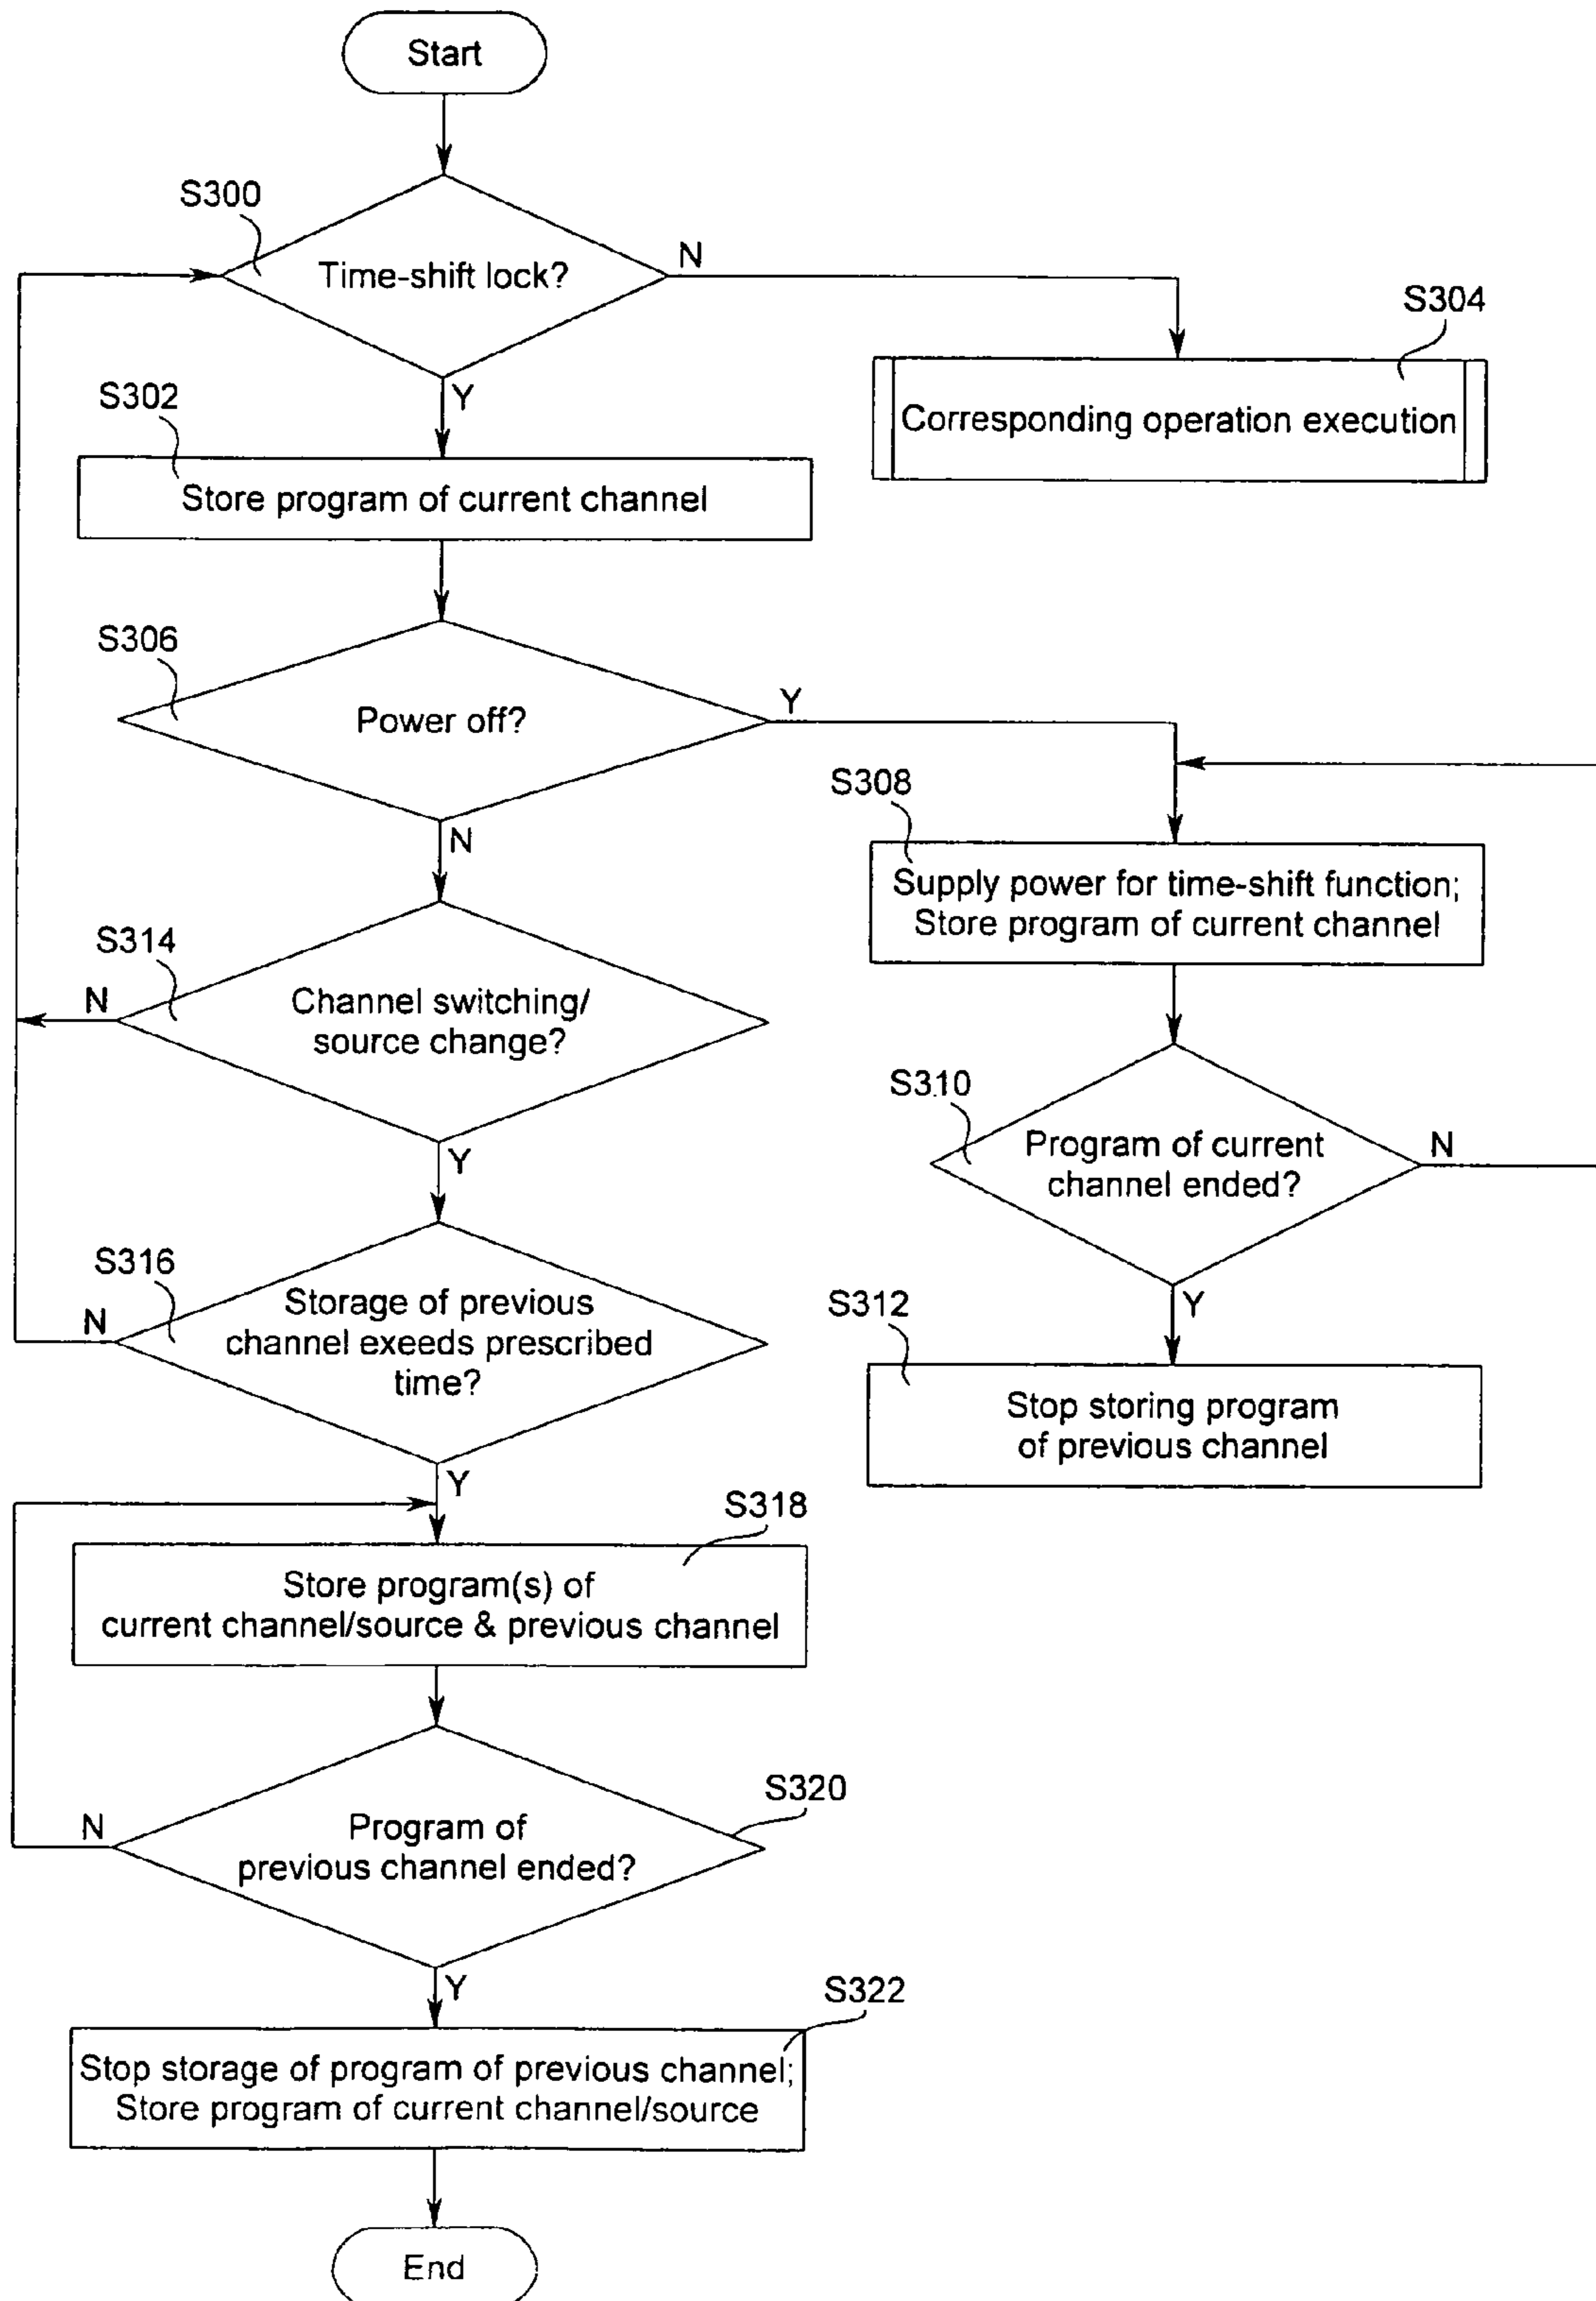 Start
S300
Time-shift lock?
N
S304
Y
Corresponding operation execution
S302
Store program of current channel
S306
Power off?
Y
N
S308
Supply power for time-shift function;
Store program of current channel
S314
Channel switching/
source change?
N
Y
S310
Program of current
channel ended?
N
Y
S316
Storage of previous
channel exeeds prescribed
time?
N
Y
S312
Stop storing program
of previous channel
S318
Store program(s) of
current channel/source & previous channel
S320
Program of
previous channel ended?
N
Y
S322
Stop storage of program of previous channel;
Store program of current channel/source
End